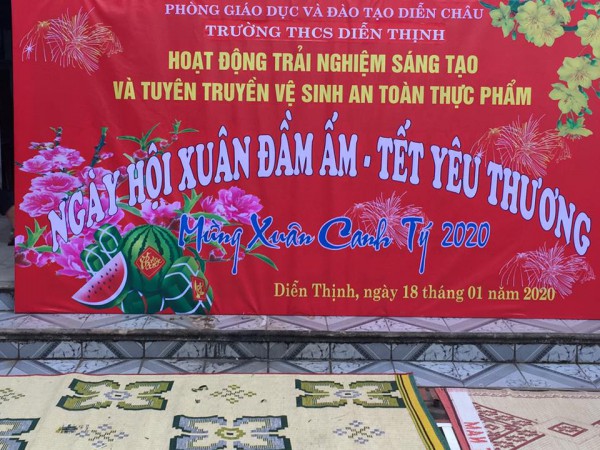 PHÒNG GIÁO DỤC VÀ ĐÀO TẠO DIỄN CHÂU
TRƯỜNG THCS DIỄN THỊNH
HOẠT ĐỘNG TRẢI NGHIỆM SÁNG TẠO
VÀ TUYÊN TRUYỀN VỆ SINH AN TOÀN THỰC PHẨM
NGÀY HỘI XUÂN ĐẦM ẤM - TẾT YÊU THƯƠNG
Mừng Xuân Canh Tý 2020
Diễn Thịnh, ngày 18 tháng 01 năm 2020